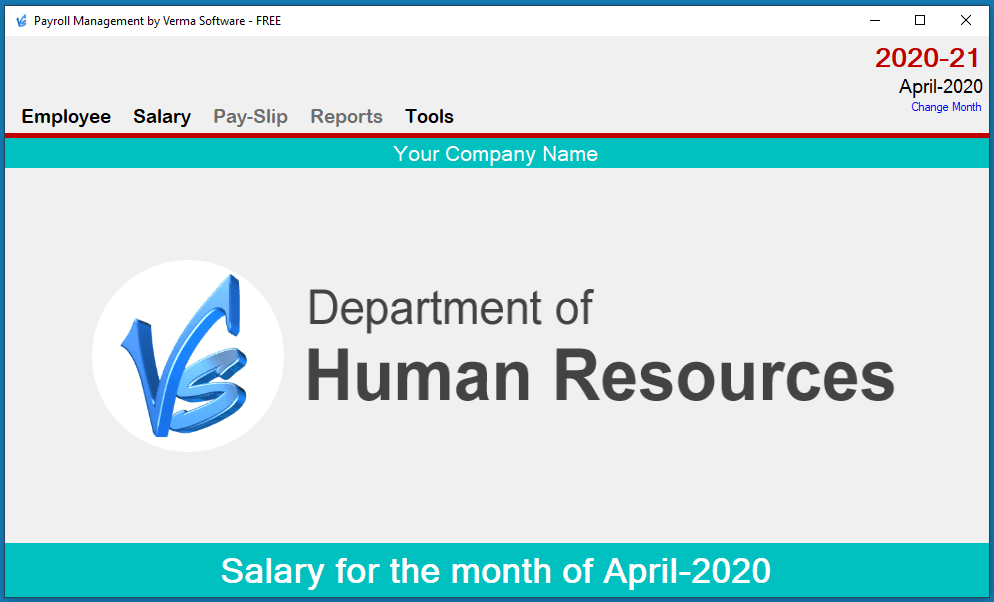 Payroll Management by Verma Software - FREE
2020-21
April-2020
Change Month
Employee Salary Pay-Slip Reports Tools
Your Company Name
VS
Department of
Human Resources
Salary for the month of April-2020